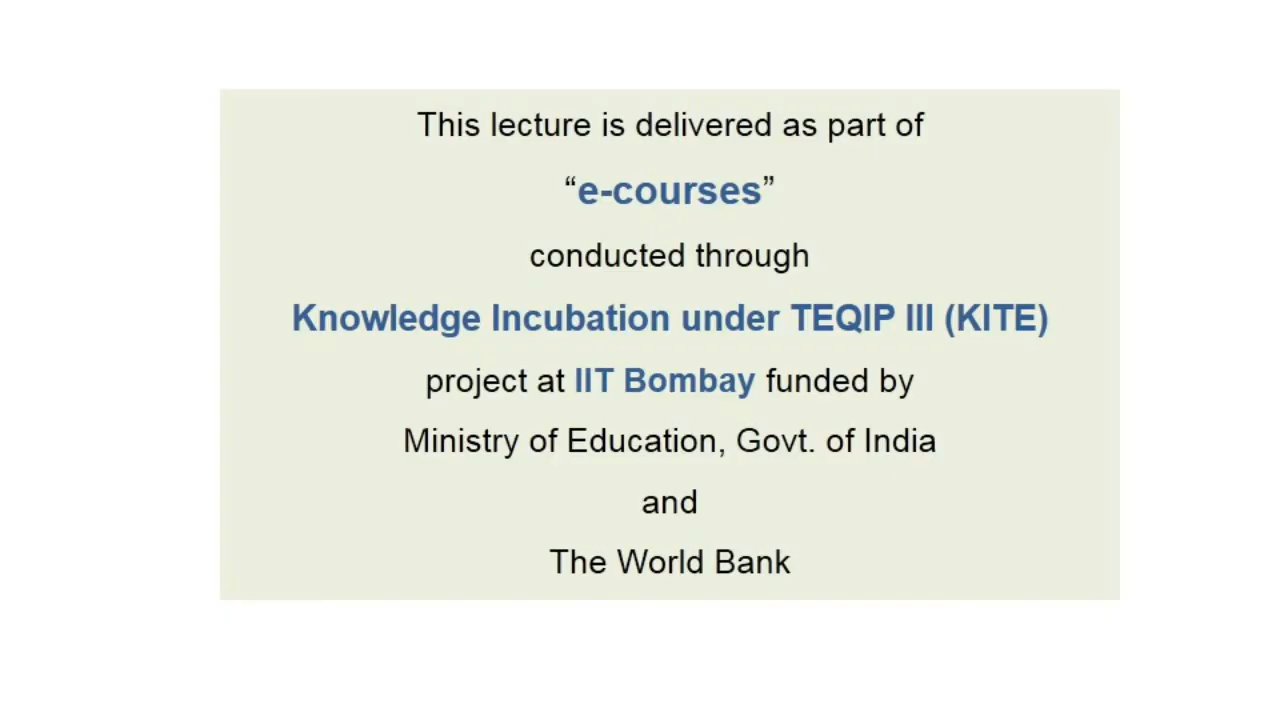 This lecture is delivered as part of
“e-courses”
conducted through
Knowledge Incubation under TEQIP III (KITE)
project at IIT Bombay funded by
Ministry of Education, Govt. of India
and
The World Bank